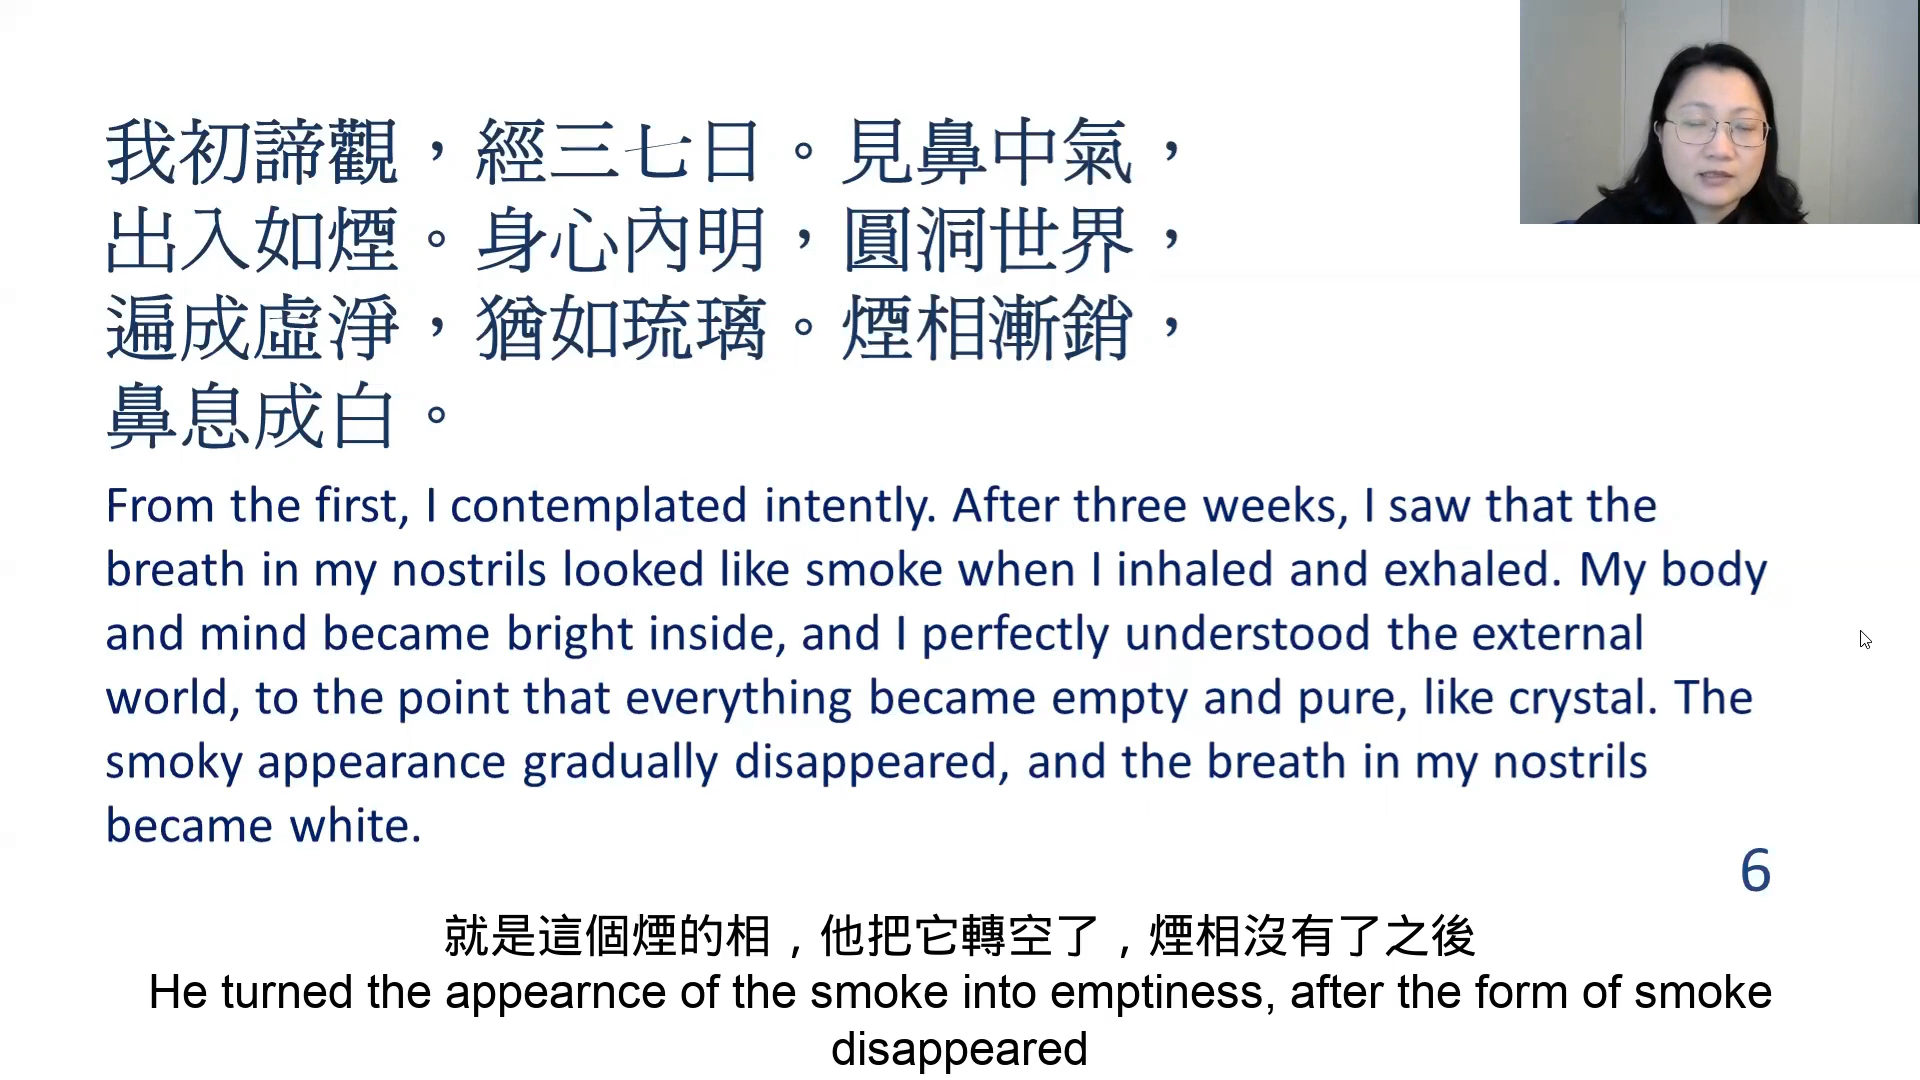 我初諦觀，經三七日。見鼻中氣，
出入如煙。身心內明，圓洞世界，
遍成虛淨，猶如琉璃。煙相漸銷，
鼻息成白。
From the first, I contemplated intently. After three weeks, I saw that the
breath in my nostrils looked like smoke when I inhaled and exhaled. My body
and mind became bright inside, and I perfectly understood the external
world, to the point that everything became empty and pure, like crystal. The
smoky appearance gradually disappeared, and the breath in my nostrils
became white.
6
就是這個煙的相，他把它轉空了，煙相沒有了之後
He turned the appearnce of the smoke into emptiness, after the form of smoke
disappeared